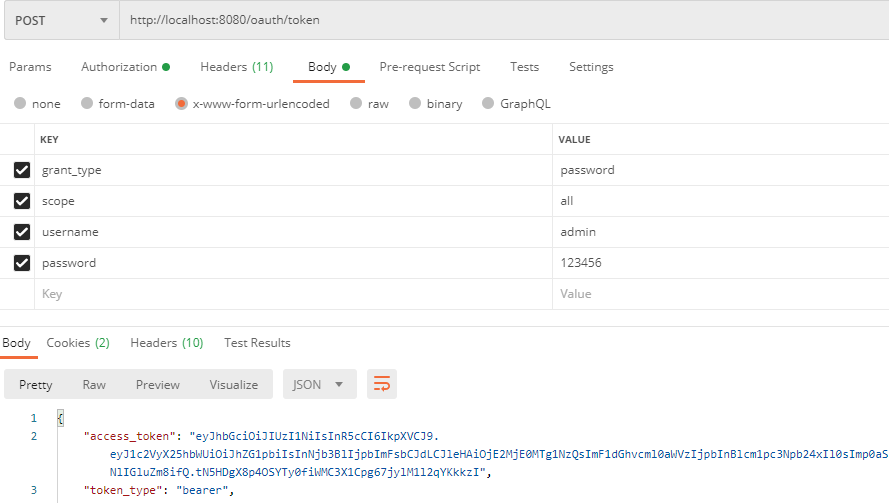 POST http://localhost:8080/oauth/token
Params Authorization Headers (11) Body Pre-request Script Tests Settings
none form-data x-www-form-urlencoded raw binary GraphQL
KEY VALUE
grant_type password
scope all
username admin
password 123456
Key Value
Body Cookies (2) Headers (10) Test Results
Pretty Raw Preview Visualize JSON
1 {
2 "access_token": "eyJhbGciOiJIUzI1NiIsInR5cCI6IkpXVCJ9.
eyJ1c2VyX25hbWUiOiJhZG1pbiIsInNjb3BlIjpbImFsbCJdLCJleHAiOjE2MjE0MTg1NzQsImF1dGhvcml0aWVzIjpbInBlcm1pc3Npb24xIl0sImp0aS
NlIGluZm8ifQ.tN5HDgX8p4OSYTy0fiWMC3X1Cpg67jylM1l2qYKkkzI",
3 "token_type": "bearer",